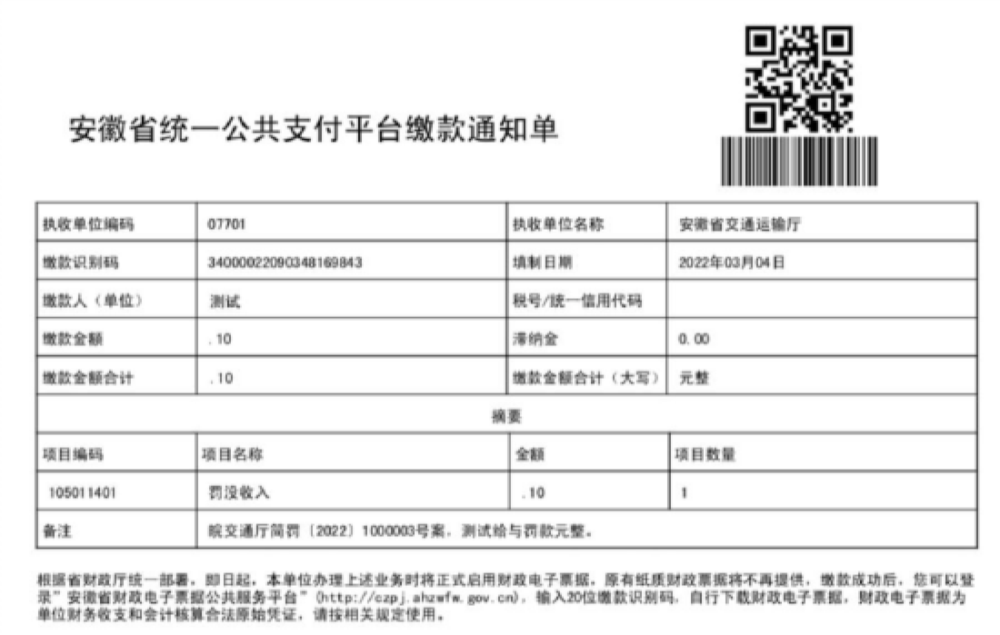 安徽省统一公共支付平台缴款通知单
执收单位编码 07701 执收单位名称 安徽省交通运输厅
缴款识别码 34000022090348169843 填制日期 2022年03月04日
缴款人（单位） 测试 税号/统一信用代码
缴款金额 .10 滞纳金 0.00
缴款金额合计 .10 缴款金额合计（大写） 元整
摘要
项目编码 项目名称 金额 项目数量
105011401 罚没收入 .10 1
备注 皖交通厅简罚〔2022〕1000003号案，测试给与罚款元整。
根据省财政厅统一部署，即日起，本单位办理上述业务时将正式启用财政电子票据，原有纸质财政票据将不再提供，缴款成功后，您可以登
录"安徽省财政电子票据公共服务平台"(http://czpj.ahzwfw.gov.cn)，输入20位缴款识别码，自行下载财政电子票据，财政电子票据为
单位财务收支和会计核算合法原始凭证，请按相关规定使用。